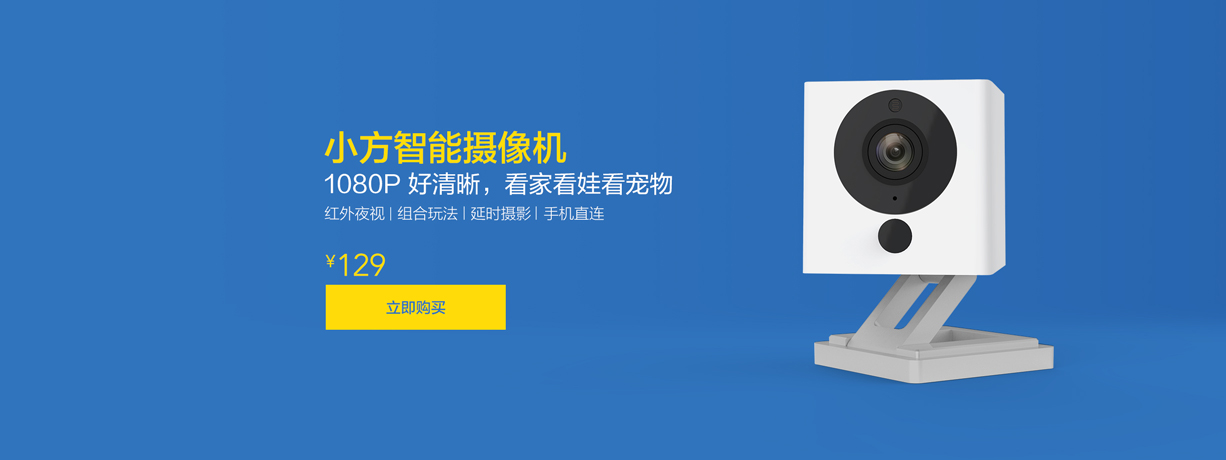 小方智能摄像机
1080P 好清晰，看家看娃看宠物
红外夜视 | 组合玩法 | 延时摄影 | 手机直连
¥129
立即购买